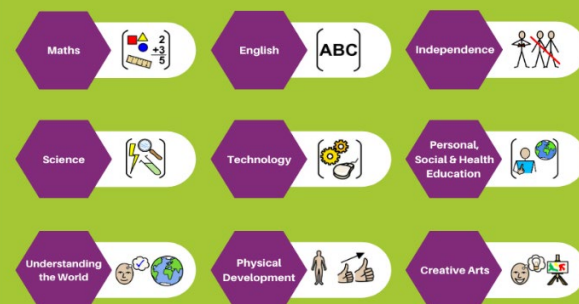 Maths
2
+3
5
English
ABC
Independence
Science
Technology
Personal,
Social & Health
Education
Understanding
the World
Physical
Development
Creative Arts